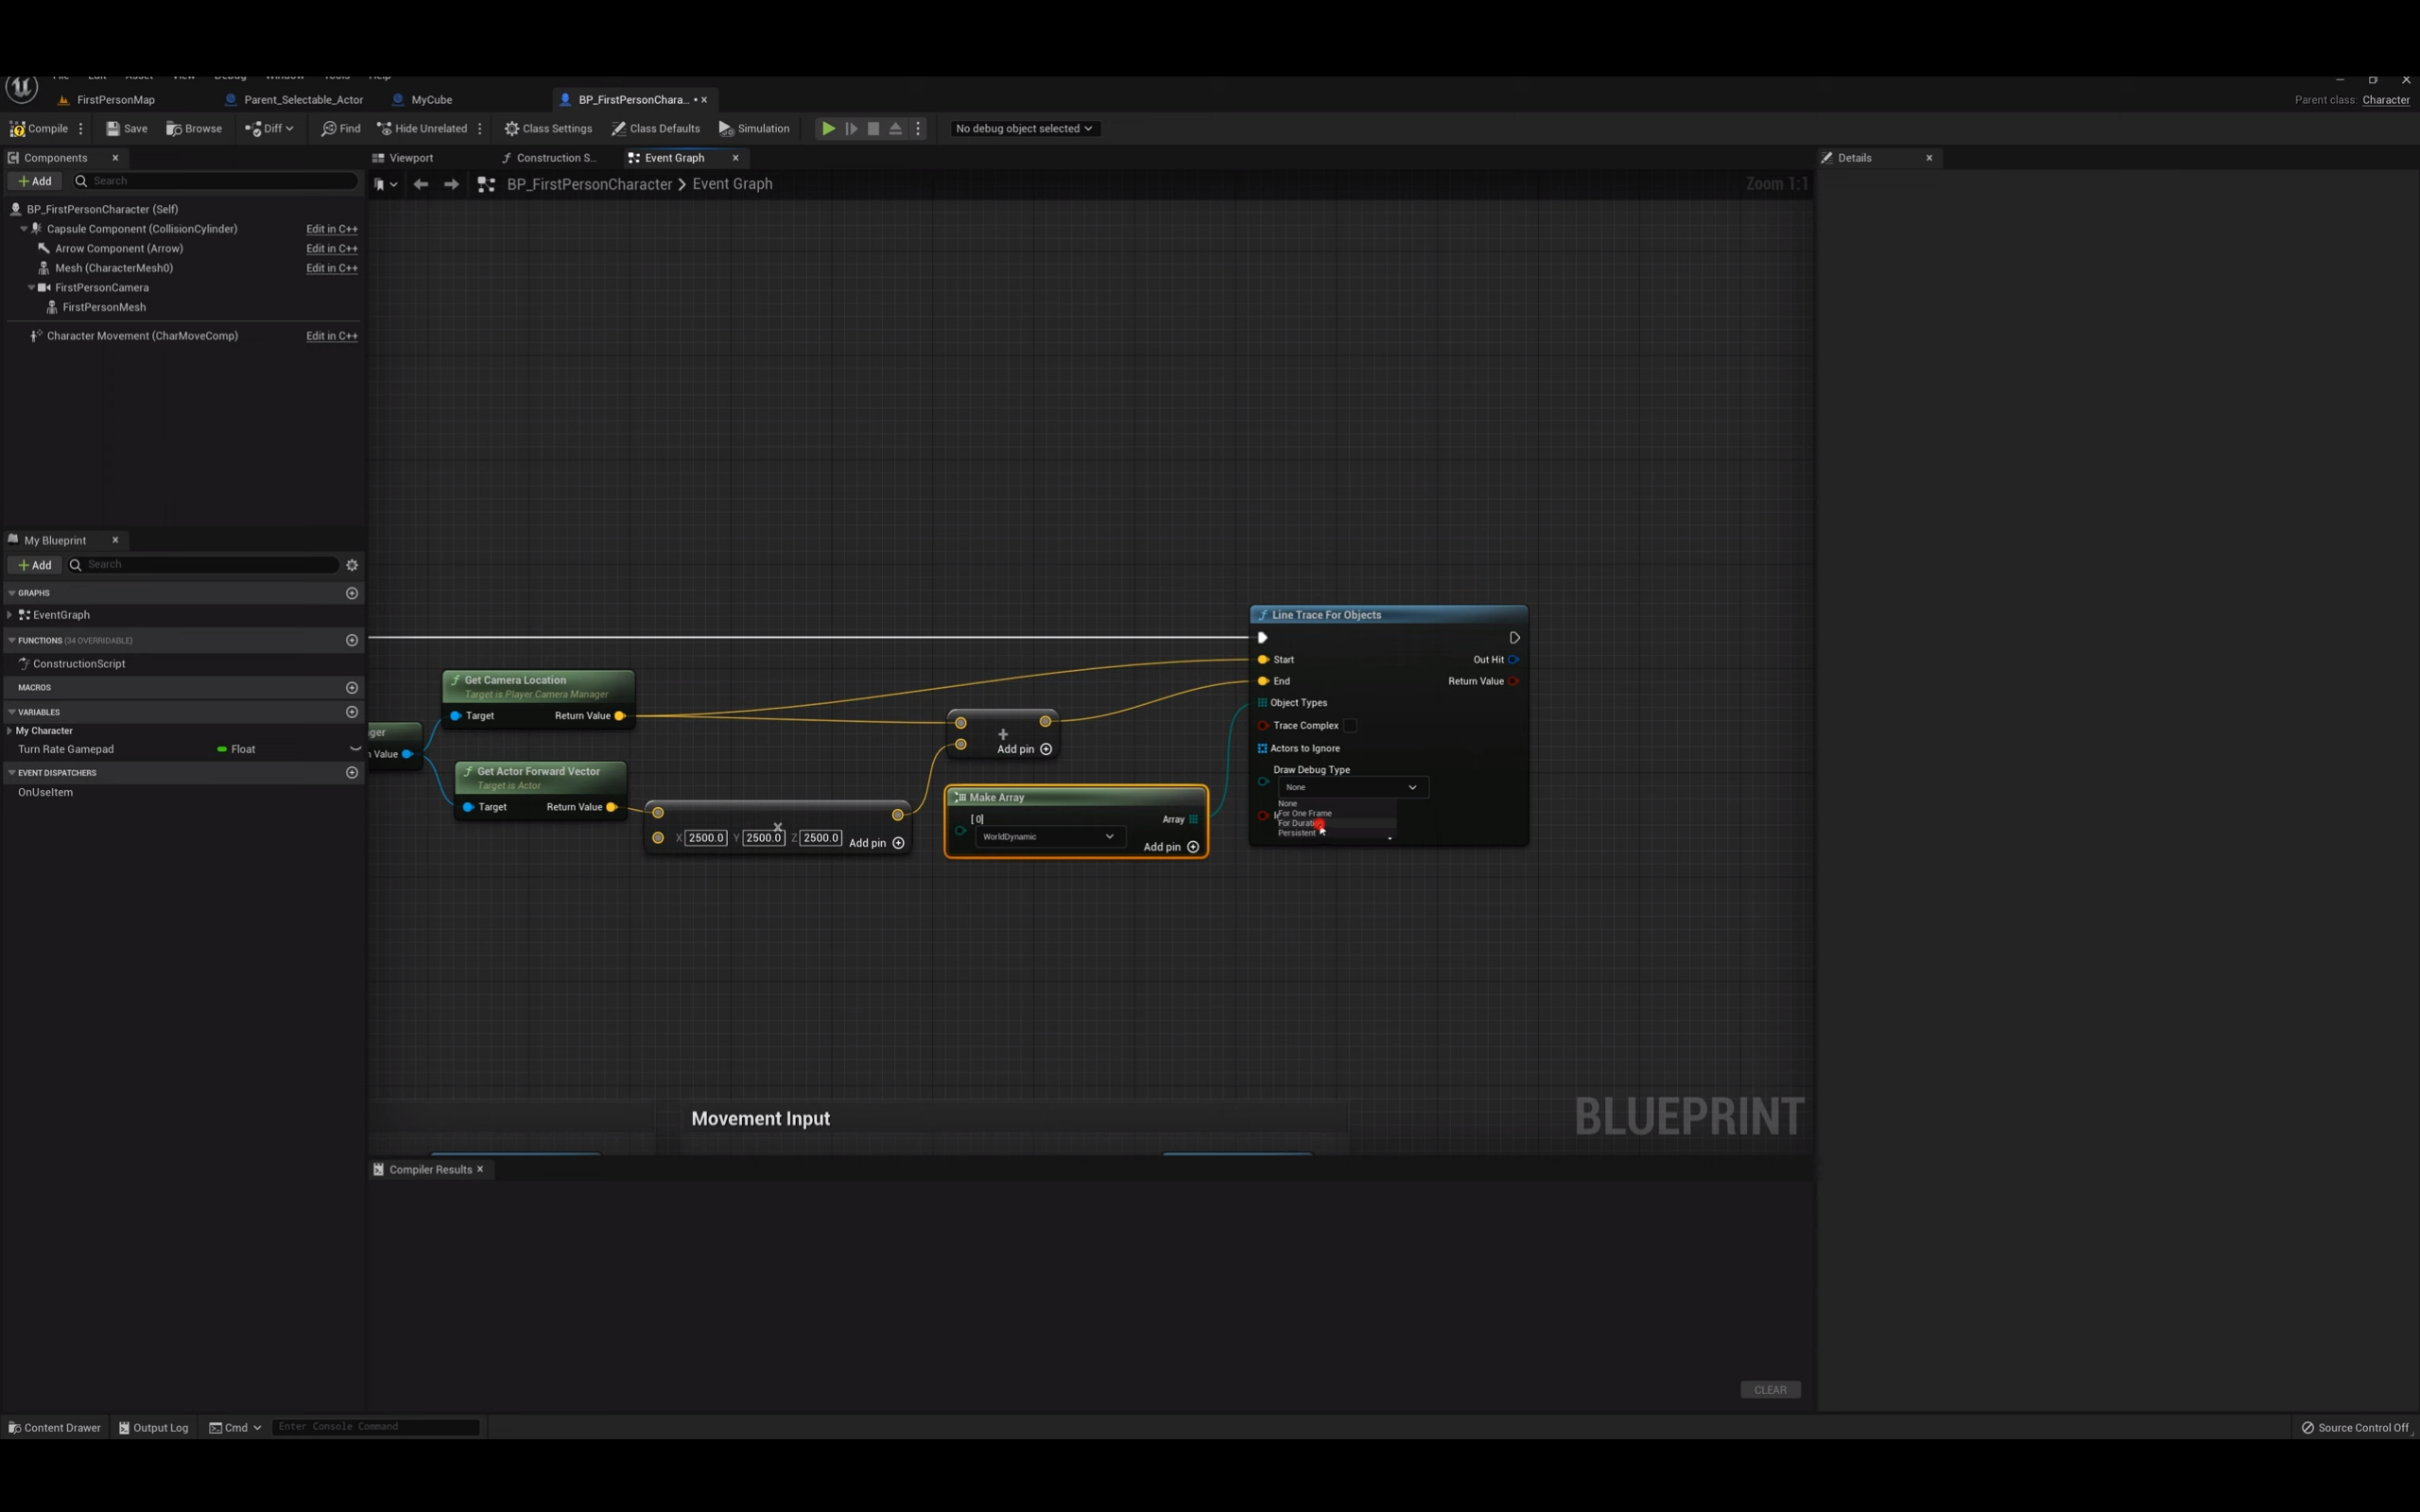 File Edit Asset View Debug Window Tools Help
FirstPersonMap Parent_Selectable_Actor MyCube BP_FirstPersonChara... •
Parent class: Character
Compile Save Browse Diff Find Hide Unrelated Class Settings Class Defaults Simulation No debug object selected
Components
Viewport Construction S... Event Graph
Details
Add Search
BP_FirstPersonCharacter > Event Graph
Zoom 1:1
BP_FirstPersonCharacter (Self)
Capsule Component (CollisionCylinder) Edit in C++
Arrow Component (Arrow) Edit in C++
Mesh (CharacterMesh0) Edit in C++
FirstPersonCamera
FirstPersonMesh
Character Movement (CharMoveComp) Edit in C++
My Blueprint
Add Search
GRAPHS
EventGraph
FUNCTIONS (34 OVERRIDABLE)
ConstructionScript
MACROS
VARIABLES
My Character
Turn Rate Gamepad Float
EVENT DISPATCHERS
OnUseItem
ger
n Value
Get Camera Location
Target is Player Camera Manager
Target Return Value
Get Actor Forward Vector
Target is Actor
Target Return Value
X 2500.0 Y 2500.0 Z 2500.0 Add pin
Add pin
Make Array
[0] Array
WorldDynamic
Add pin
Line Trace For Objects
Start Out Hit
End Return Value
Object Types
Trace Complex
Actors to Ignore
Draw Debug Type
None
None
For One Frame
For Durati
Persistent
Movement Input
BLUEPRINT
Compiler Results
CLEAR
Content Drawer Output Log Cmd Enter Console Command
Source Control Off